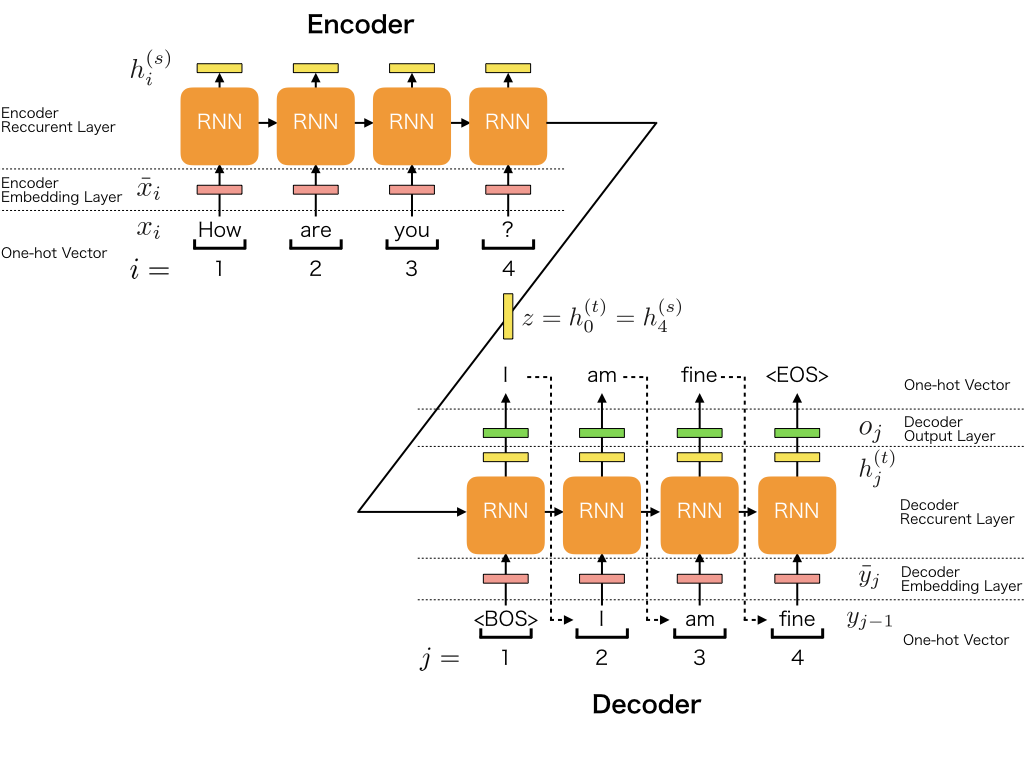 Encoder
h_i^{(s)}
Encoder
Reccurent Layer
RNN RNN RNN RNN
Encoder
Embedding Layer
x̄_i
x_i
How are you ?
One-hot Vector
i = 1 2 3 4
z = h_0^{(t)} = h_4^{(s)}
I am fine <EOS>
One-hot Vector
o_j
Decoder
Output Layer
h_j^{(t)}
RNN RNN RNN RNN
Decoder
Reccurent Layer
ȳ_j
Decoder
Embedding Layer
<BOS> I am fine
y_{j-1}
One-hot Vector
j = 1 2 3 4
Decoder